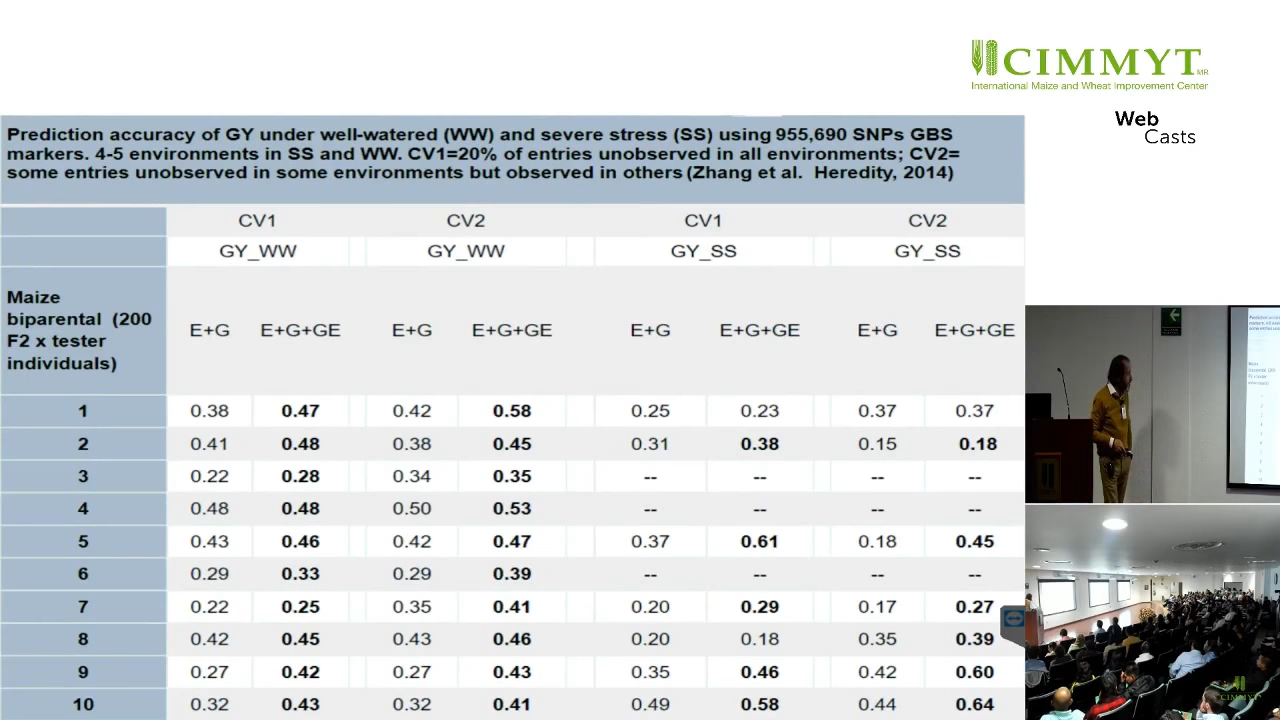 CIMMYT MR
International Maize and Wheat Improvement Center
Web
Casts
Prediction accuracy of GY under well-watered (WW) and severe stress (SS) using 955,690 SNPs GBS
markers. 4-5 environments in SS and WW. CV1=20% of entries unobserved in all environments; CV2=
some entries unobserved in some environments but observed in others (Zhang et al. Heredity, 2014)
CV1 CV2 CV1 CV2
GY_WW GY_WW GY_SS GY_SS
Maize
biparental (200
F2 x tester
individuals)
E+G E+G+GE E+G E+G+GE E+G E+G+GE E+G E+G+GE
1 0.38 0.47 0.42 0.58 0.25 0.23 0.37 0.37
2 0.41 0.48 0.38 0.45 0.31 0.38 0.15 0.18
3 0.22 0.28 0.34 0.35 -- -- -- --
4 0.48 0.48 0.50 0.53 -- -- -- --
5 0.43 0.46 0.42 0.47 0.37 0.61 0.18 0.45
6 0.29 0.33 0.29 0.39 -- -- -- --
7 0.22 0.25 0.35 0.41 0.20 0.29 0.17 0.27
8 0.42 0.45 0.43 0.46 0.20 0.18 0.35 0.39
9 0.27 0.42 0.27 0.43 0.35 0.46 0.42 0.60
10 0.32 0.43 0.32 0.41 0.49 0.58 0.44 0.64
CIMMYT